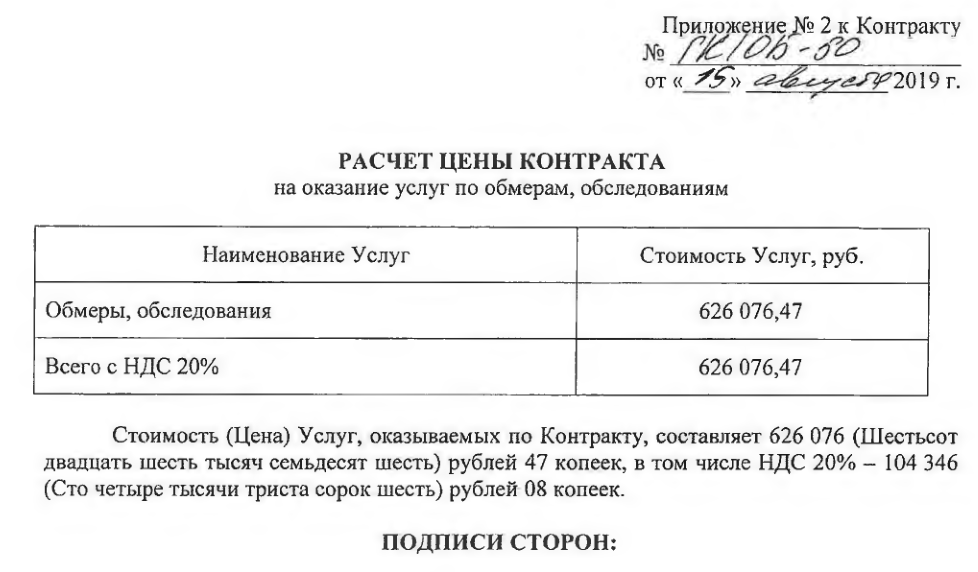 Приложение № 2 к Контракту
№ ГК/ОБ-50
от «15» августа 2019 г.
РАСЧЕТ ЦЕНЫ КОНТРАКТА
на оказание услуг по обмерам, обследованиям
Наименование Услуг Стоимость Услуг, руб.
Обмеры, обследования 626 076,47
Всего с НДС 20% 626 076,47
Стоимость (Цена) Услуг, оказываемых по Контракту, составляет 626 076 (Шестьсот
двадцать шесть тысяч семьдесят шесть) рублей 47 копеек, в том числе НДС 20% – 104 346
(Сто четыре тысячи триста сорок шесть) рублей 08 копеек.
ПОДПИСИ СТОРОН: